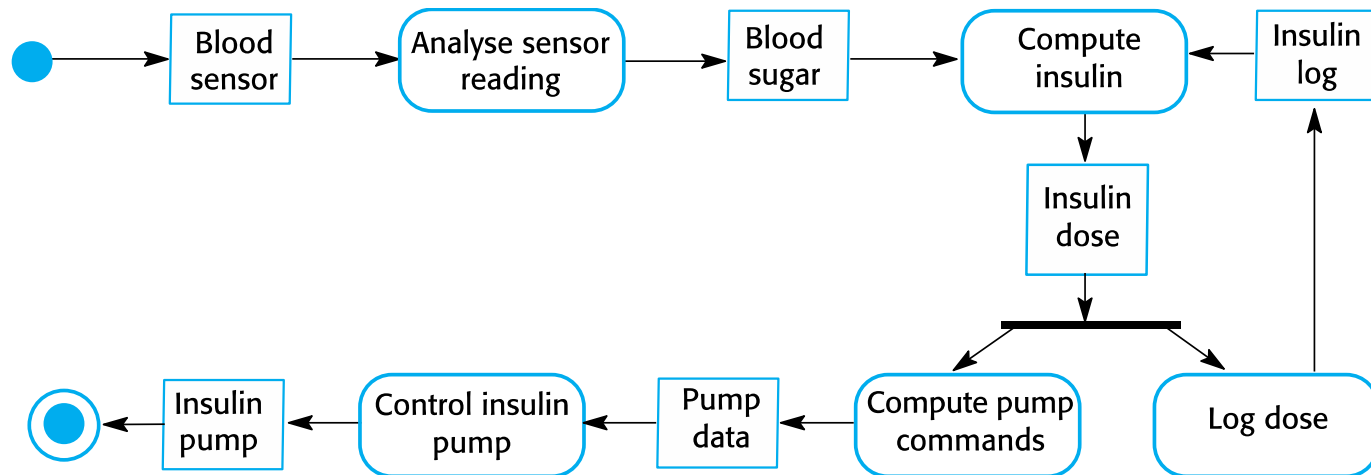 Blood
sensor
Analyse sensor
reading
Blood
sugar
Compute
insulin
Insulin
log
Insulin
dose
Insulin
pump
Control insulin
pump
Pump
data
Compute pump
commands
Log dose